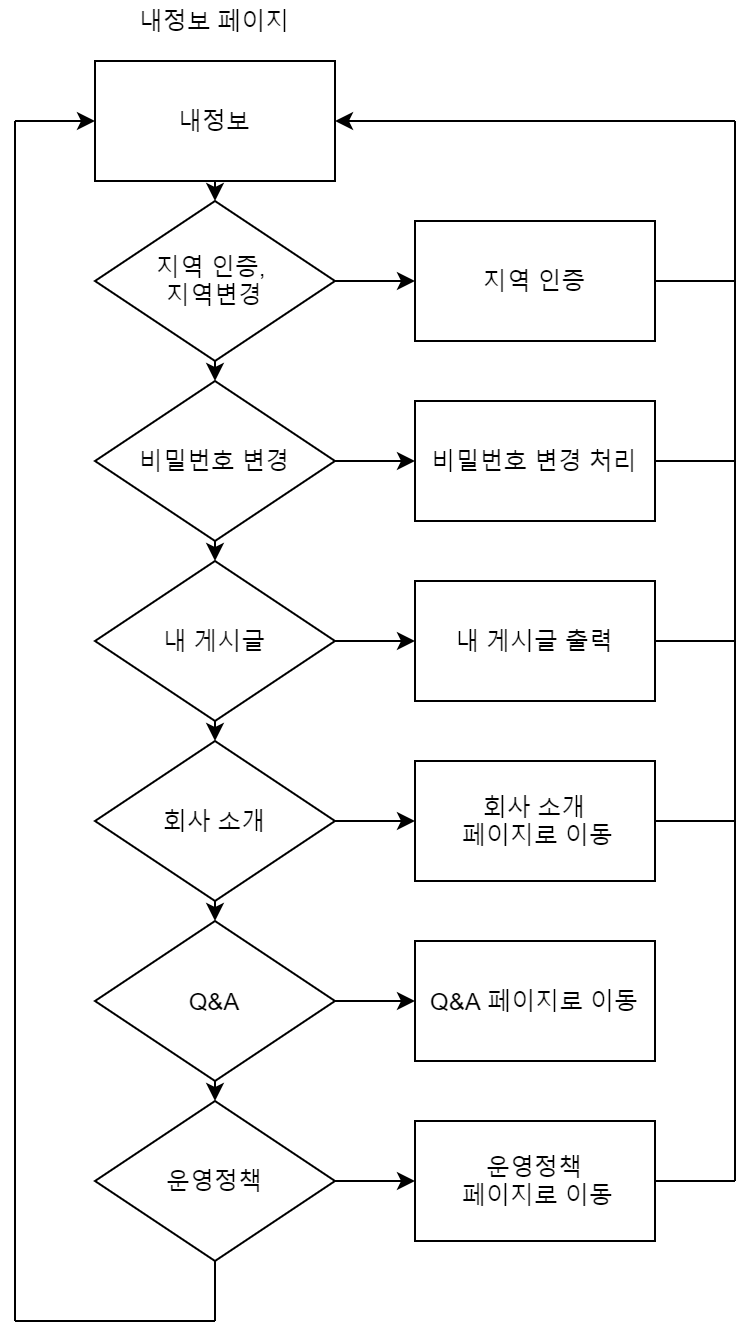 내정보 페이지
내정보
지역 인증,
지역변경
지역 인증
비밀번호 변경
비밀번호 변경 처리
내 게시글
내 게시글 출력
회사 소개
회사 소개
페이지로 이동
Q&A
Q&A 페이지로 이동
운영정책
운영정책
페이지로 이동